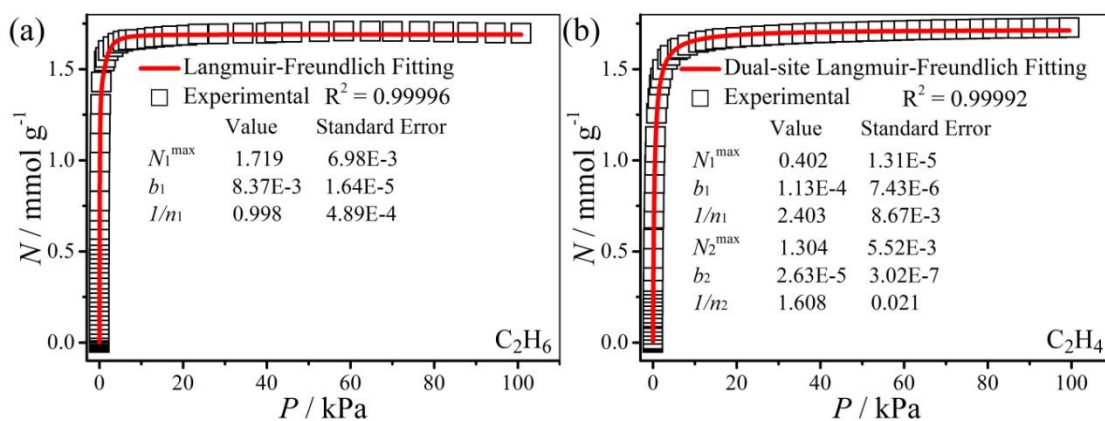 (a)
N / mmol g⁻¹
1.5
1.0
0.5
0.0
Langmuir-Freundlich Fitting
Experimental R² = 0.99996
Value Standard Error
N₁ᵐᵃˣ 1.719 6.98E-3
b₁ 8.37E-3 1.64E-5
1/n₁ 0.998 4.89E-4
C₂H₆
0 20 40 60 80 100
P / kPa
(b)
N / mmol g⁻¹
1.5
1.0
0.5
0.0
Dual-site Langmuir-Freundlich Fitting
Experimental R² = 0.99992
Value Standard Error
N₁ᵐᵃˣ 0.402 1.31E-5
b₁ 1.13E-4 7.43E-6
1/n₁ 2.403 8.67E-3
N₂ᵐᵃˣ 1.304 5.52E-3
b₂ 2.63E-5 3.02E-7
1/n₂ 1.608 0.021
C₂H₄
0 20 40 60 80 100
P / kPa